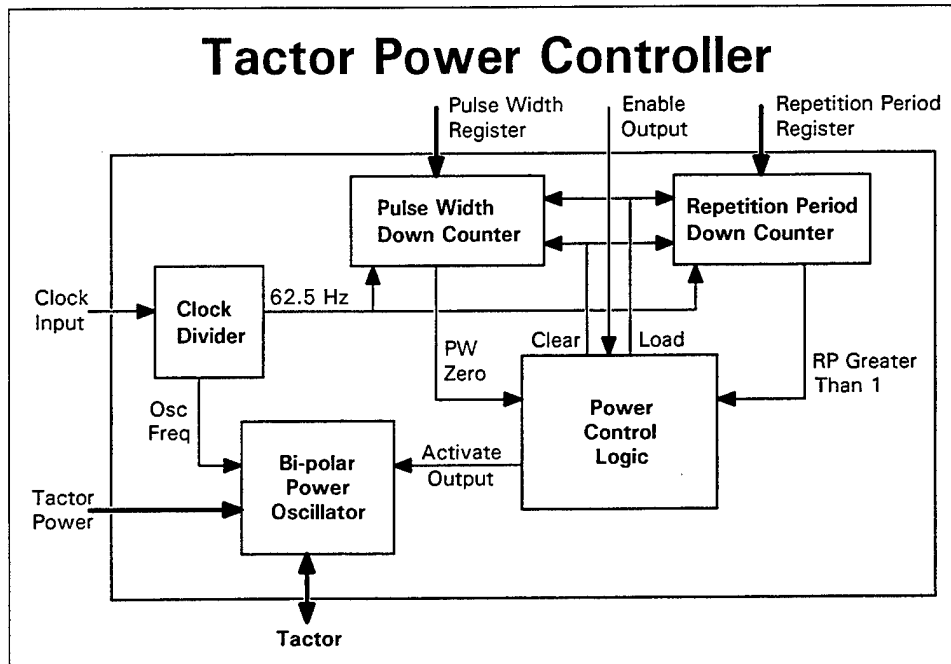 Tactor Power Controller
Pulse Width
Register
Enable
Output
Repetition Period
Register
Pulse Width
Down Counter
Repetition Period
Down Counter
Clock
Input
Clock
Divider
62.5 Hz
PW
Zero
Clear
Load
RP Greater
Than 1
Osc
Freq
Power
Control
Logic
Bi-polar
Power
Oscillator
Activate
Output
Tactor
Power
Tactor